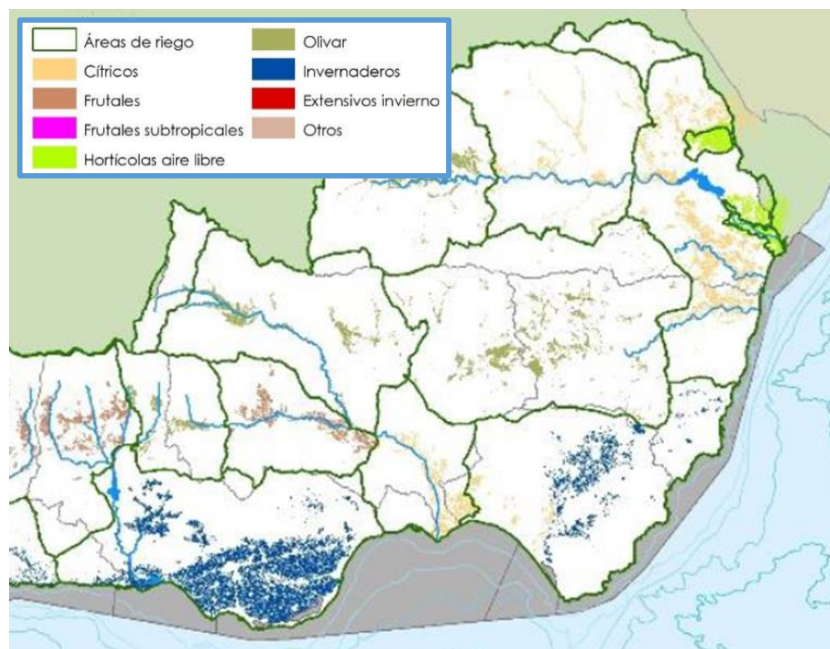 Áreas de riego
Cítricos
Frutales
Frutales subtropicales
Hortícolas aire libre
Olivar
Invernaderos
Extensivos invierno
Otros